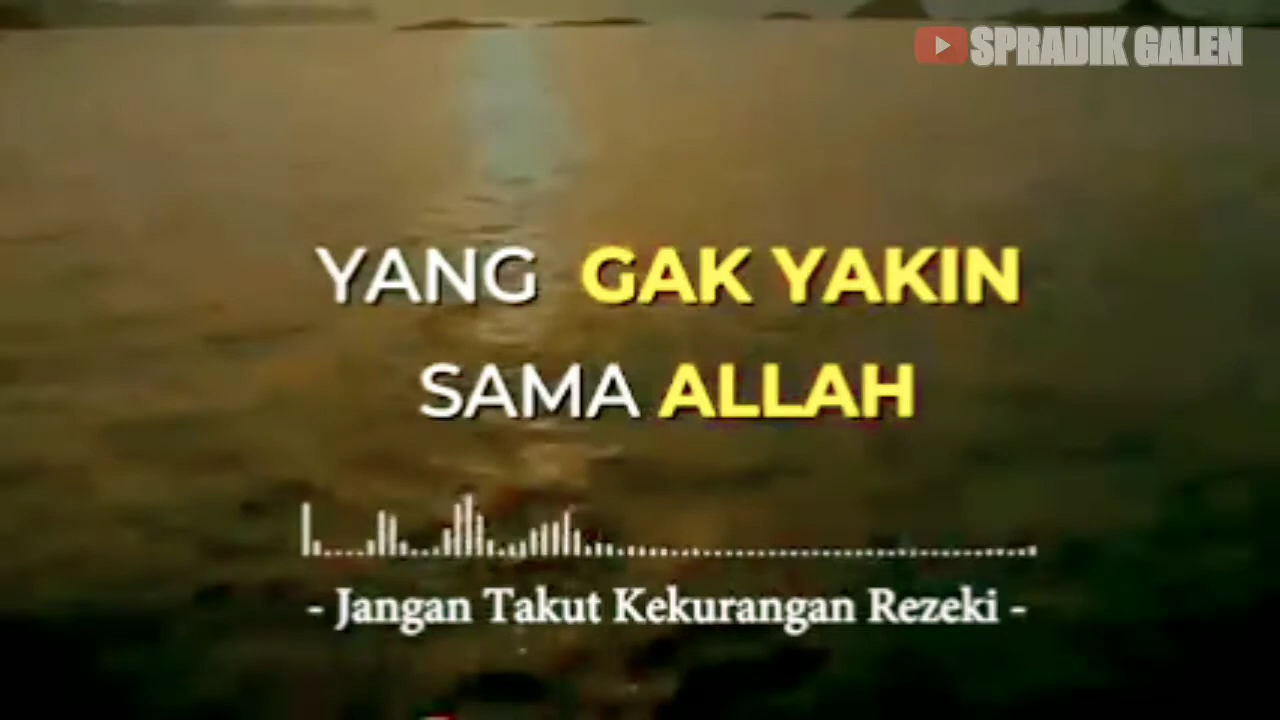 SPRADIK GALEN
YANG GAK YAKIN
SAMA ALLAH
- Jangan Takut Kekurangan Rezeki -